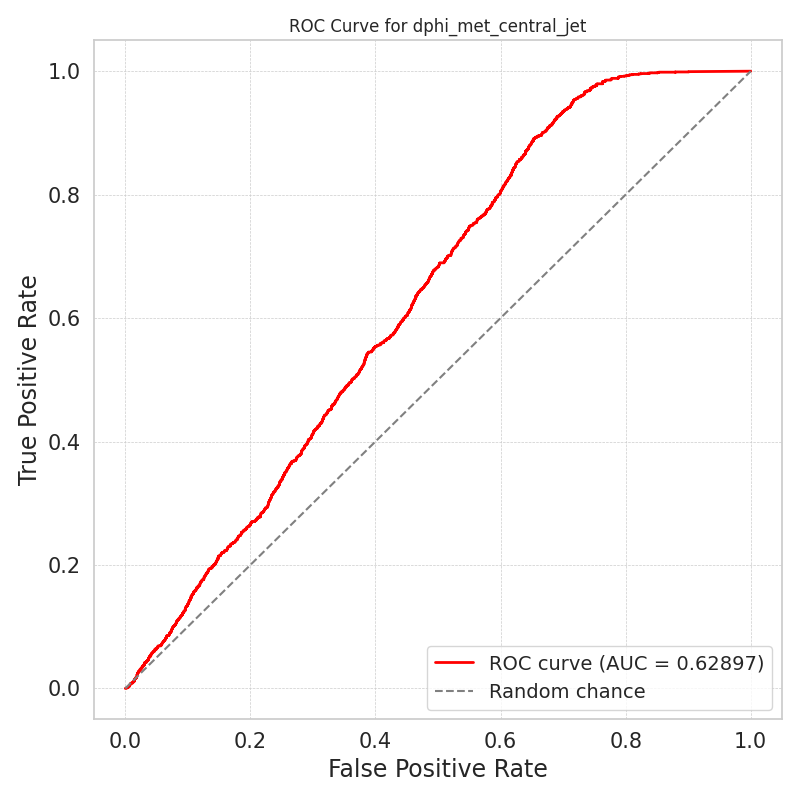 ROC Curve for dphi_met_central_jet
True Positive Rate
1.0
0.8
0.6
0.4
0.2
0.0
ROC curve (AUC = 0.62897)
Random chance
0.0 0.2 0.4 0.6 0.8 1.0
False Positive Rate